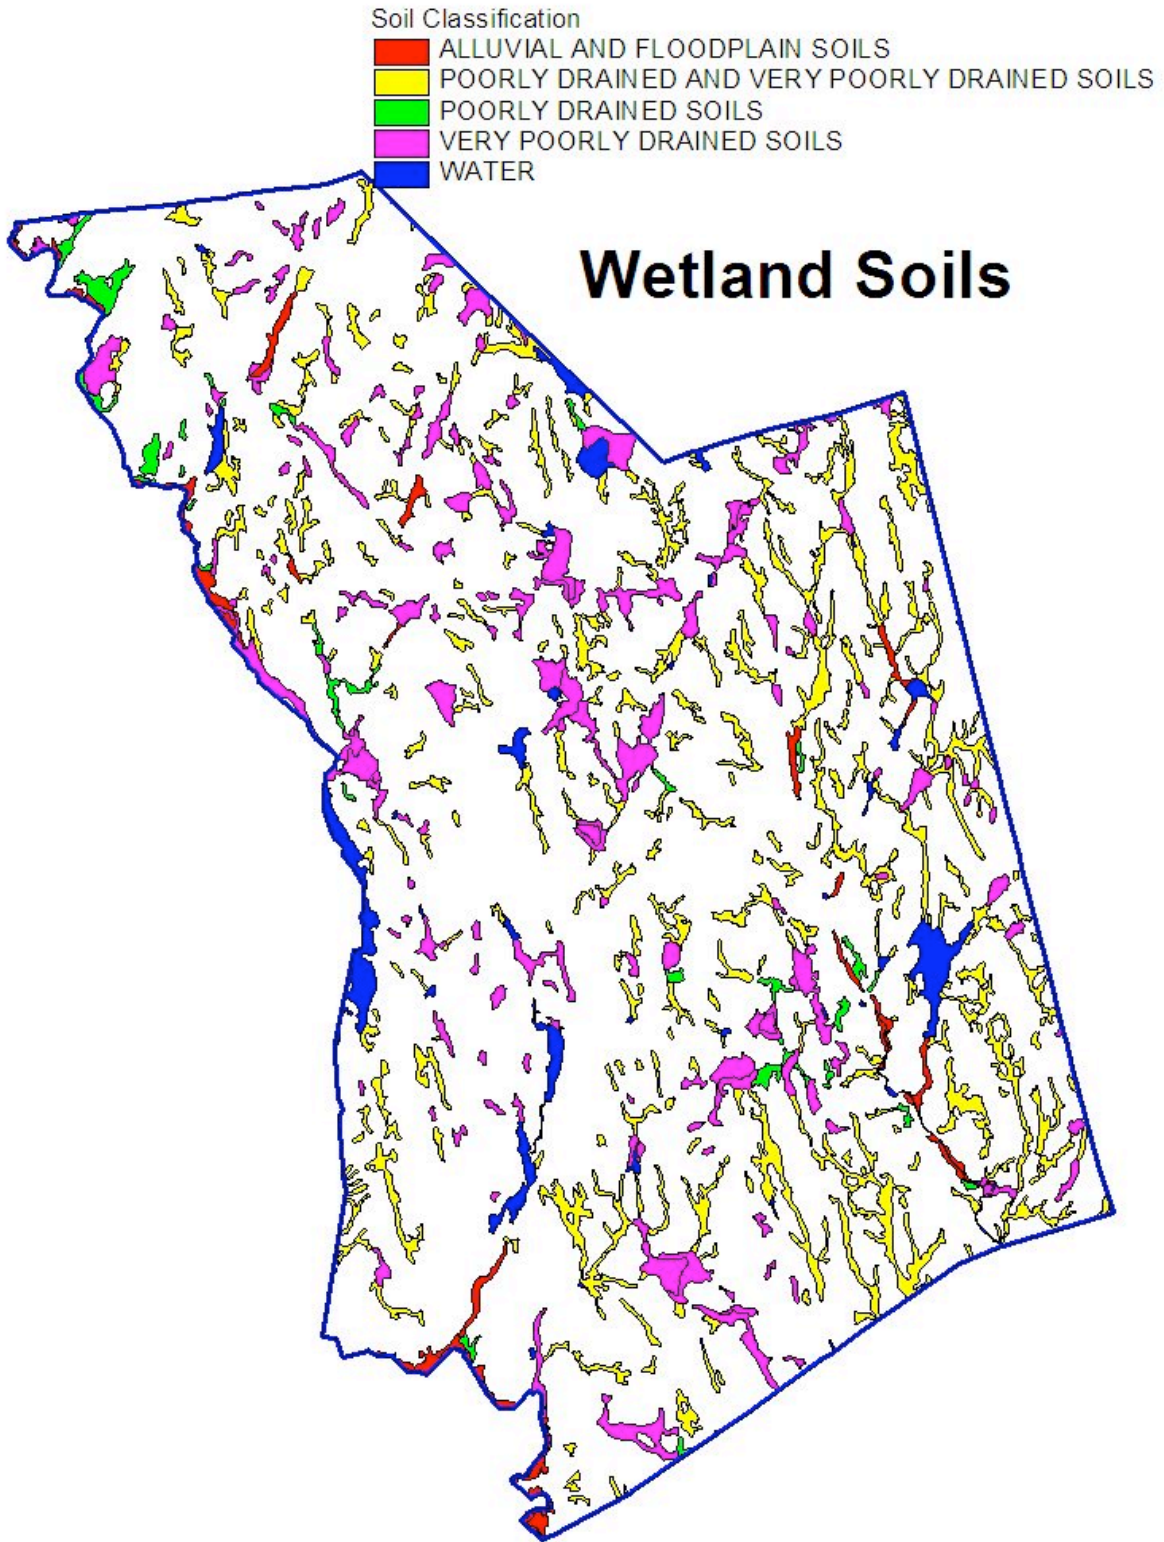 Soil Classification
ALLUVIAL AND FLOODPLAIN SOILS
POORLY DRAINED AND VERY POORLY DRAINED SOILS
POORLY DRAINED SOILS
VERY POORLY DRAINED SOILS
WATER
Wetland Soils